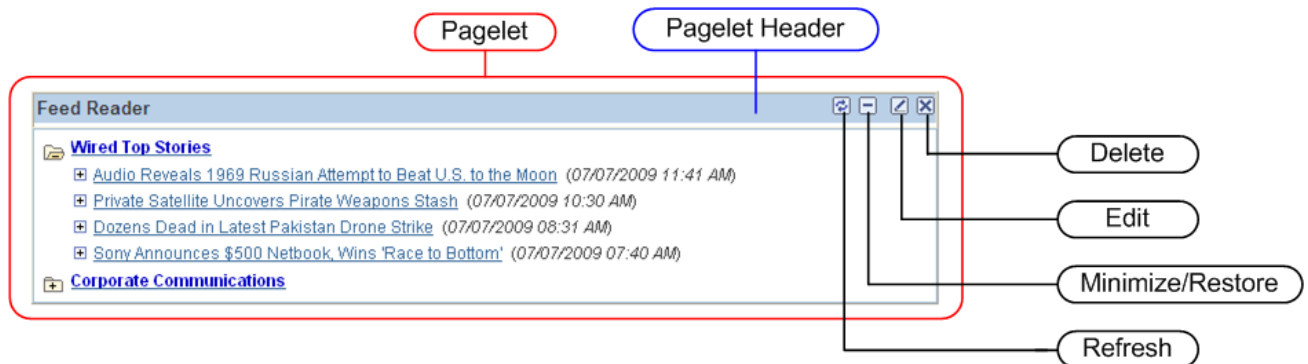 Pagelet
Pagelet Header
Feed Reader
Wired Top Stories
Audio Reveals 1969 Russian Attempt to Beat U.S. to the Moon (07/07/2009 11:41 AM)
Private Satellite Uncovers Pirate Weapons Stash (07/07/2009 10:30 AM)
Dozens Dead in Latest Pakistan Drone Strike (07/07/2009 08:31 AM)
Sony Announces $500 Netbook, Wins 'Race to Bottom' (07/07/2009 07:40 AM)
Corporate Communications
Delete
Edit
Minimize/Restore
Refresh